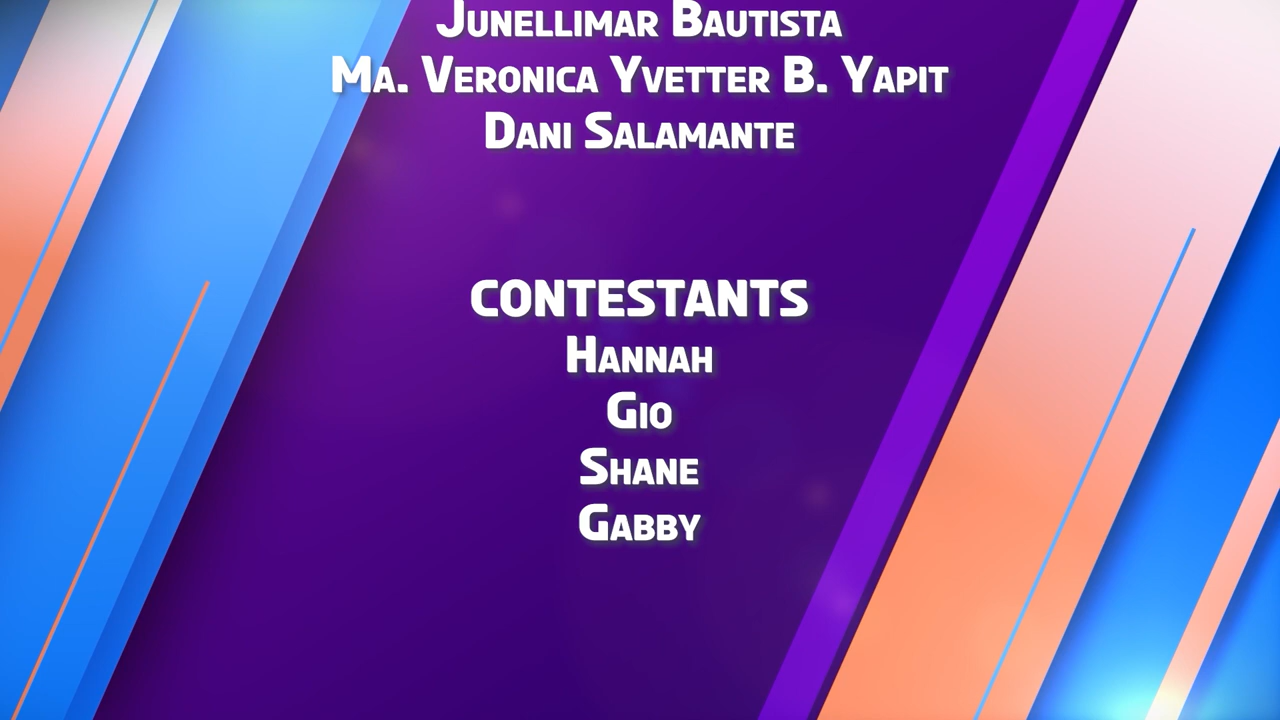 Junellimar Bautista
Ma. Veronica Yvetter B. Yapit
Dani Salamante
CONTESTANTS
Hannah
Gio
Shane
Gabby